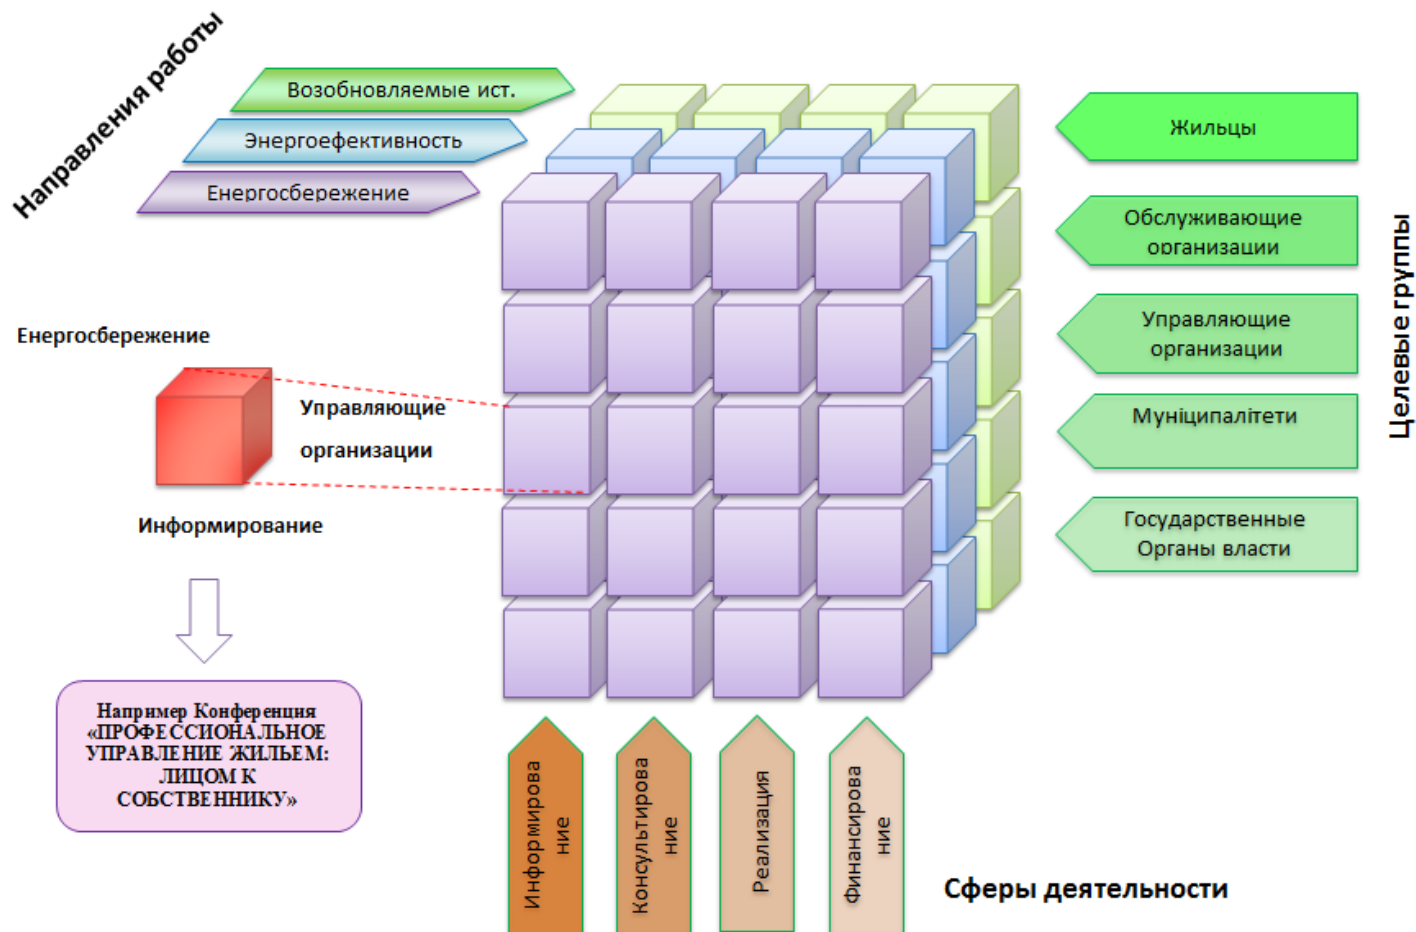 Направления работы
Возобновляемые ист.
Энергоефективность
Енергосбережение
Жильцы
Обслуживающие
организации
Управляющие
организации
Муніципалітети
Государственные
Органы власти
Целевые группы
Енергосбережение
Управляющие
организации
Информирование
Например Конференция
«ПРОФЕССИОНАЛЬНОЕ
УПРАВЛЕНИЕ ЖИЛЬЕМ:
ЛИЦОМ К
СОБСТВЕННИКУ»
Информирова
ние
Консультирова
ние
Реализация
Финансирова
ние
Сферы деятельности